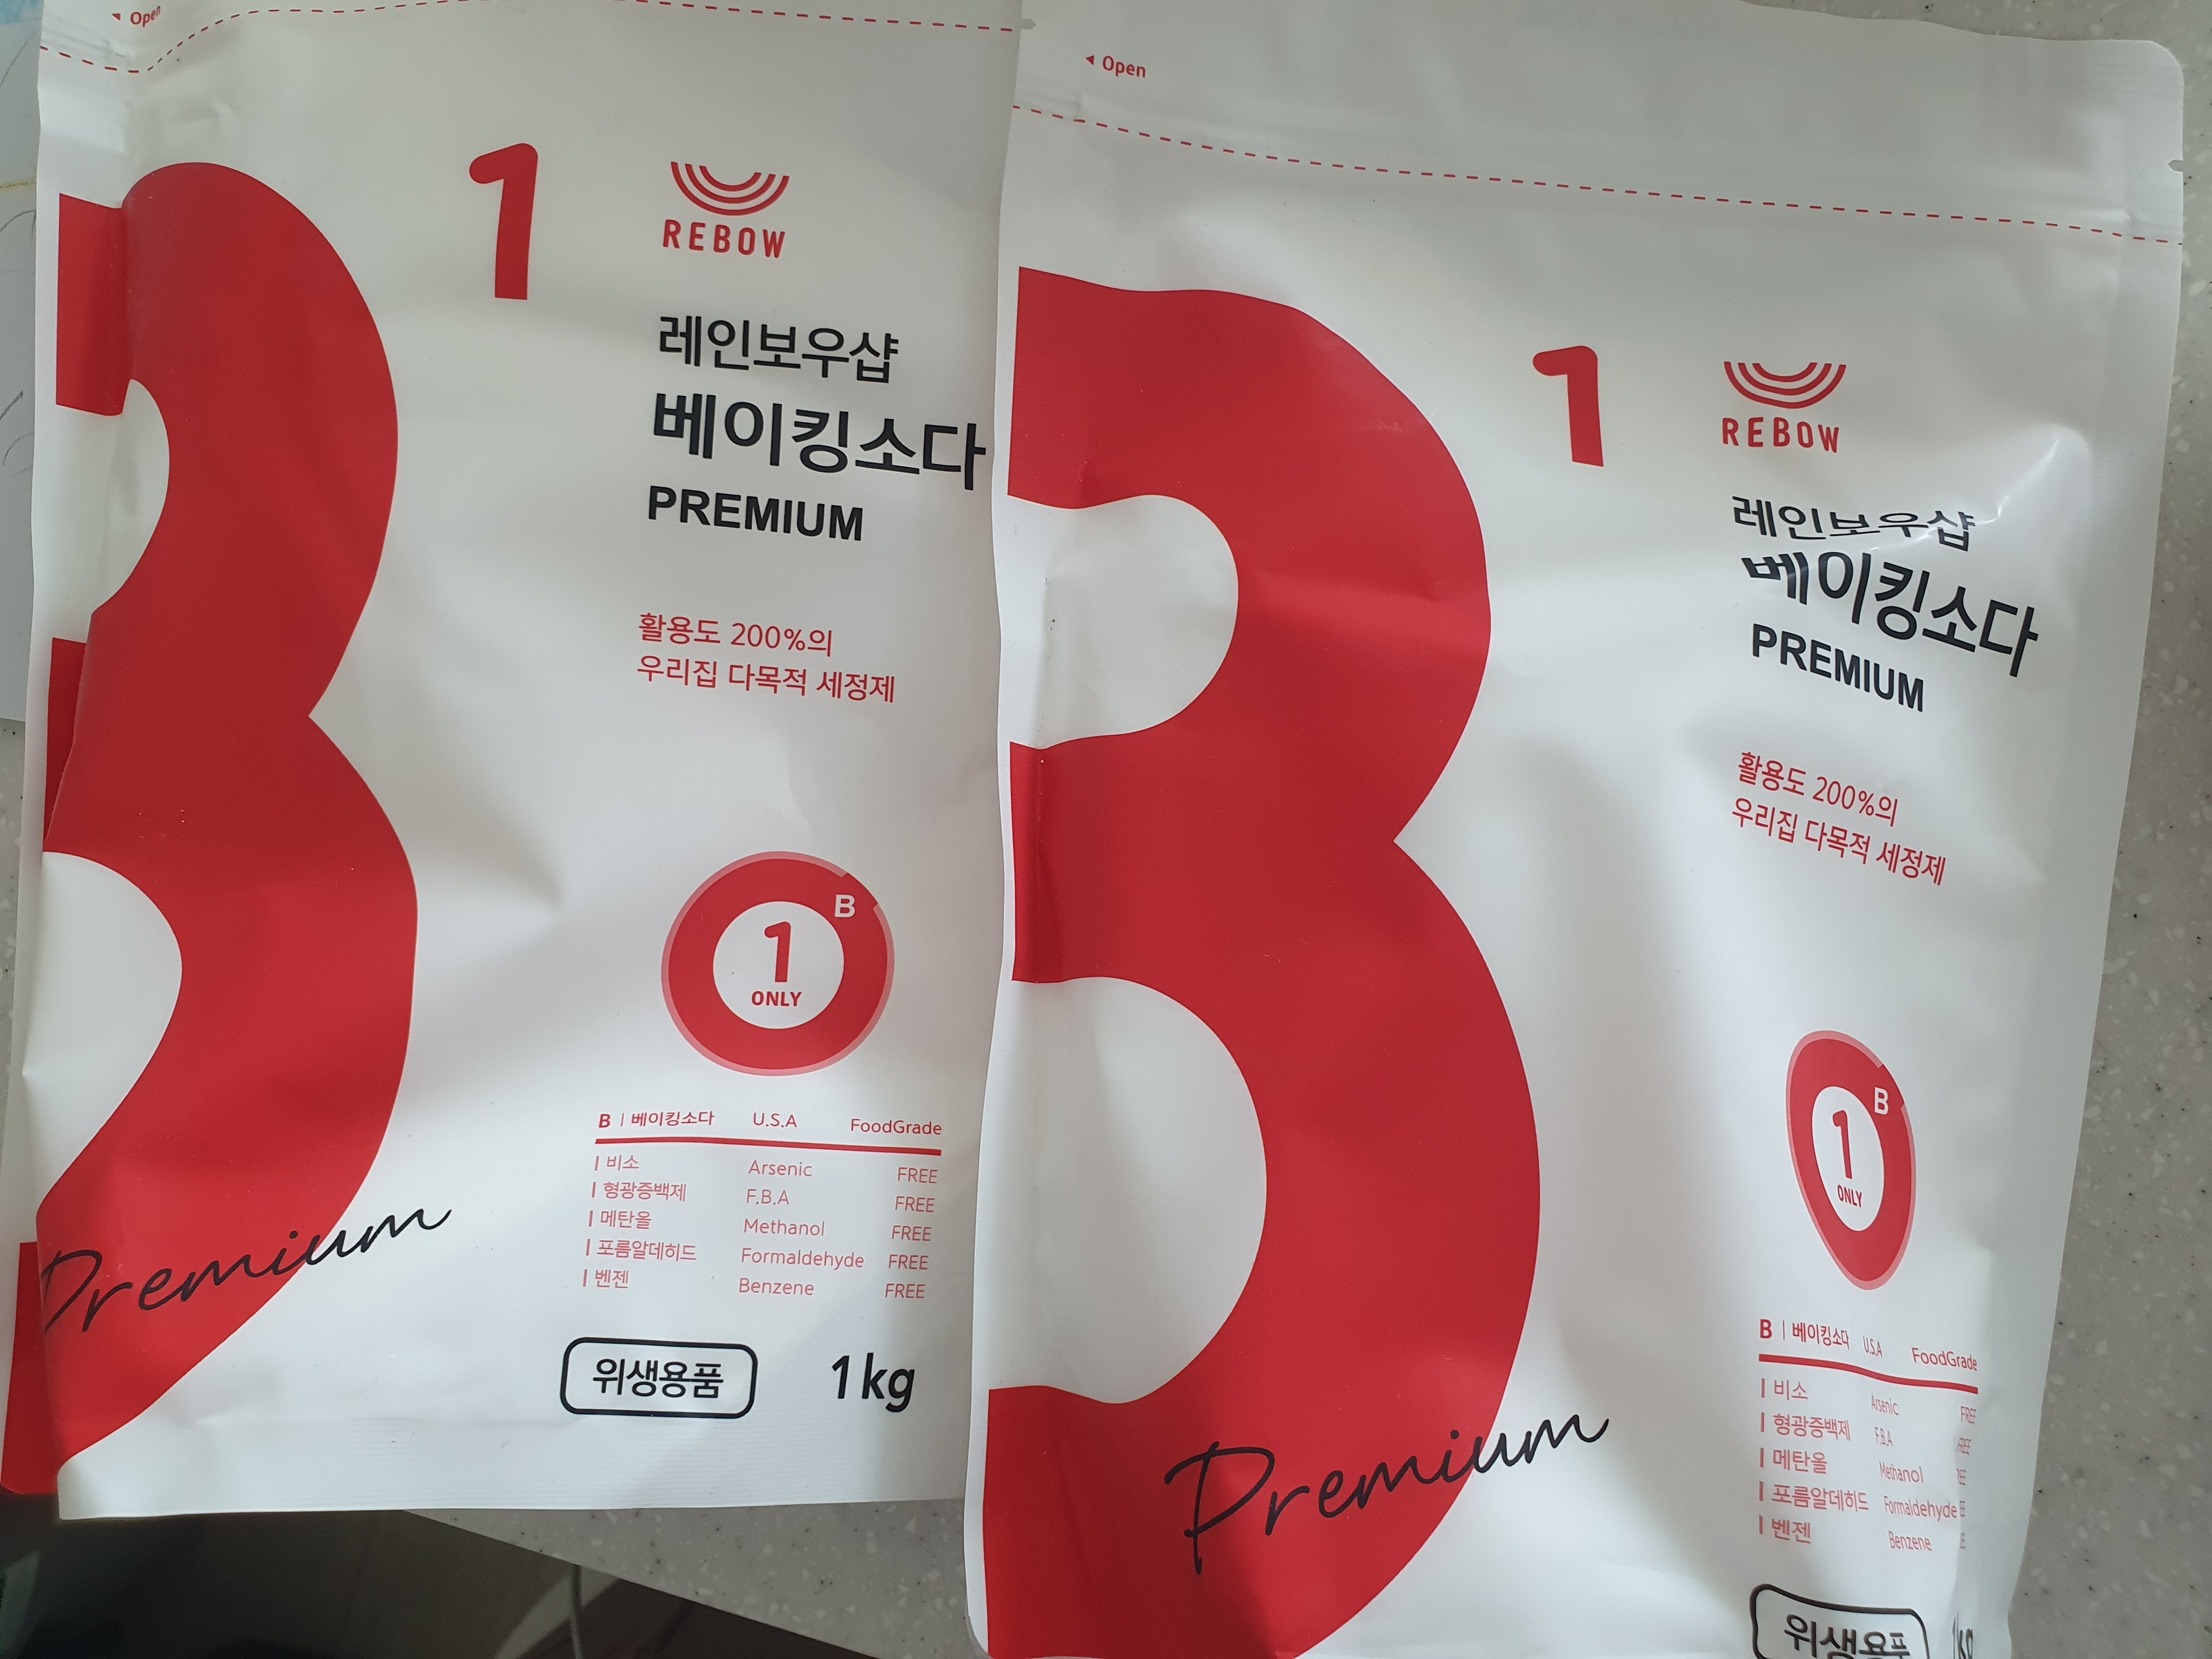 Open
1
REBOW
레인보우샵
베이킹소다
PREMIUM
활용도 200%의
우리집 다목적 세정제
B
1
ONLY
B | 베이킹소다 U.S.A FoodGrade
| 비소 Arsenic FREE
| 형광증백제 F.B.A FREE
| 메탄올 Methanol FREE
| 포름알데히드 Formaldehyde FREE
| 벤젠 Benzene FREE
Premium
위생용품 1kg
Open
B
1
REBOW
레인보우샵
베이킹소다
PREMIUM
활용도 200%의
우리집 다목적 세정제
B
1
ONLY
B | 베이킹소다 U.S.A FoodGrade
| 비소 Arsenic FREE
| 형광증백제 F.B.A FREE
| 메탄올 Methanol
| 포름알데히드 Formaldehyde
| 벤젠 Benzene
Premium
위생용품